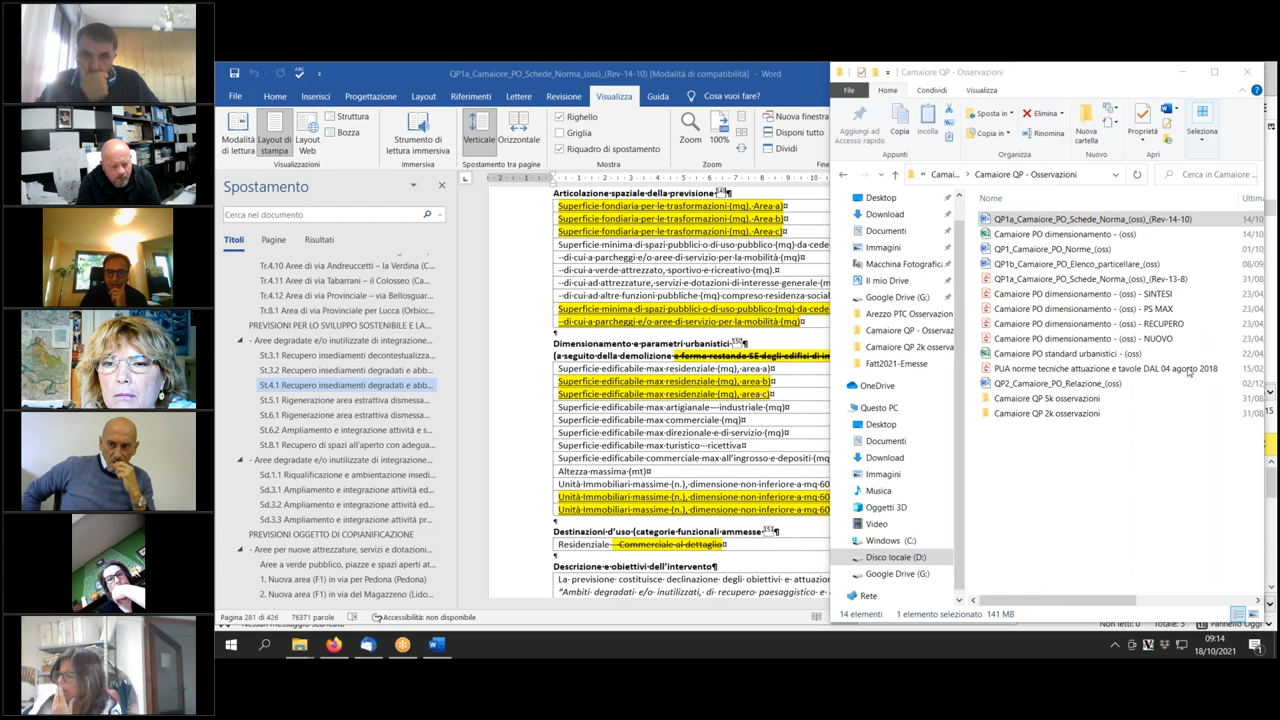 QP1a_Camaiore_PO_Schede_Norma_(oss)_(Rev-14-10) [Modalità di compatibilità] - Word
File Home Inserisci Progettazione Layout Riferimenti Lettere Revisione Visualizza Guida Cosa vuoi fare?
Modalità di lettura
Layout di stampa
Layout Web
Struttura
Bozza
Visualizzazioni
Strumento di lettura immersiva
Immersiva
Verticale
Orizzontale
Spostamento tra pagine
Righello
Griglia
Riquadro di spostamento
Mostra
Zoom
100%
Zoom
Nuova finestra
Disponi tutto
Dividi
Spostamento
Cerca nel documento
Titoli Pagine Risultati
Tr.4.10 Aree di via Andreuccetti – la Verdina (C...
Tr.4.11 Aree di via Tabarrani – il Colosseo (Ca...
Tr.4.12 Aree di via Provinciale – via Bellosguar...
Tr.8.1 Area di via Provinciale per Lucca (Orbicc...
PREVISIONI PER LO SVILUPPO SOSTENIBILE E LA...
- Aree degradate e/o inutilizzate di integrazione...
St.3.1 Recupero insediamenti decontestualizza...
St.3.2 Recupero insediamenti degradati e abb...
St.4.1 Recupero insediamenti degradati e abb...
St.5.1 Rigenerazione area estrattiva dismessa...
St.6.1 Rigenerazione area estrattiva dismessa...
St.6.2 Ampliamento e integrazione attività e s...
St.8.1 Recupero di spazi all'aperto con adegua...
- Aree degradate e/o inutilizzate di integrazione...
Sd.1.1 Riqualificazione e ambientazione insedi...
Sd.3.1 Ampliamento e integrazione attività ed...
Sd.3.2 Ampliamento e integrazione attività ed...
Sd.3.3 Ampliamento e integrazione attività pr...
PREVISIONI OGGETTO DI COPIANIFICAZIONE
- Aree per nuove attrezzature, servizi e dotazioni...
Aree a verde pubblico, piazze e spazi aperti at...
1. Nuova area (F1) in via per Pedona (Pedona)
2. Nuova area (F1) in via del Magazzeno (Lido...
Articolazione·spaziale·della·previsione·¶
Superficie·fondiaria·per·le·trasformazioni·(mq).·Area·a)¤
Superficie·fondiaria·per·le·trasformazioni·(mq).·Area·b)¤
Superficie·fondiaria·per·le·trasformazioni·(mq).·Area·c)¤
Superficie·minima·di·spazi·pubblici·o·di·uso·pubblico·(mq)·da·cede
-·di·cui·a·parcheggi·e/o·aree·di·servizio·per·la·mobilità·(mq)
-·di·cui·a·verde·attrezzato,·sportivo·e·ricreativo·(mq).
-·di·cui·ad·attrezzature,·servizi·e·dotazioni·di·interesse·generale·(m
-·di·cui·ad·altre·funzioni·pubbliche·(mq)·compreso·residenza·social
Superficie·minima·di·spazi·pubblici·o·di·uso·pubblico·(mq)·da·cede
-·di·cui·a·parcheggi·e/o·aree·di·servizio·per·la·mobilità·(mq)¤
¶
Dimensionamento·e·parametri·urbanistici·¶
(a·seguito·della·demolizione·e·fermo·restando·SE·degli·edifici·di·in
Superficie·edificabile·max·residenziale·(mq),·area·a)
Superficie·edificabile·max·residenziale·(mq),·area·b)¤
Superficie·edificabile·max·residenziale·(mq),·area·c)¤
Superficie·edificabile·max·artigianale·–·industriale·(mq)
Superficie·edificabile·max·commerciale·(mq)
Superficie·edificabile·max·direzionale·e·di·servizio·(mq)
Superficie·edificabile·max·turistico·-·ricettiva¤
Superficie·edificabile·commerciale·max·all'ingrosso·e·depositi·(mq)
Altezza·massima·(mt)¤
Unità·Immobiliari·massime·(n.),·dimensione·non·inferiore·a·mq·60
Unità·Immobiliari·massime·(n.),·dimensione·non·inferiore·a·mq·60
Unità·Immobiliari·massime·(n.),·dimensione·non·inferiore·a·mq·60
¶
Destinazioni·d'uso·(categorie·funzionali·ammesse·¶
Residenziale·-·Commerciale·al·dettaglio¤
¶
Descrizione·e·obiettivi·dell'intervento¶
La·previsione·costituisce·declinazione·degli·obiettivi·e·attuazion
"Ambiti·degradati·e/o·inutilizzati,·di·recupero·paesaggistico·e·
Pagina 281 di 426 76371 parole Accessibilità: non disponibile
Camaiore QP - Osservazioni
File Home Condividi Visualizza
Aggiungi ad Accesso rapido
Copia
Incolla
Appunti
Sposta in
Copia in
Elimina
Rinomina
Organizza
Nuova cartella
Nuovo
Proprietà
Apri
Seleziona
Camai... Camaiore QP - Osservazioni
Cerca in Camaiore ...
Desktop
Download
Documenti
Immagini
Macchina Fotografic
Il mio Drive
Google Drive (G:)
Arezzo PTC Osservazion
Camaiore QP - Osservaz
Camaiore QP 2k osserva
Fatt2021-Emesse
OneDrive
Questo PC
Desktop
Documenti
Download
Immagini
Musica
Oggetti 3D
Video
Windows (C:)
Disco locale (D:)
Google Drive (G:)
Rete
Nome Ultima
QP1a_Camaiore_PO_Schede_Norma_(oss)_(Rev-14-10) 14/10
Camaiore PO dimensionamento - (oss) 14/10
QP1_Camaiore_PO_Norme_(oss) 01/10
QP1b_Camaiore_PO_Elenco_particellare_(oss) 08/09
QP1a_Camaiore_PO_Schede_Norma_(oss)_(Rev-13-8) 31/08
Camaiore PO dimensionamento - (oss) - SINTESI 23/04
Camaiore PO dimensionamento - (oss) - PS MAX 23/04
Camaiore PO dimensionamento - (oss) - RECUPERO 23/04
Camaiore PO dimensionamento - (oss) - NUOVO 23/04
Camaiore PO standard urbanistici - (oss) 22/04
PUA norme tecniche attuazione e tavole DAL 04 agosto 2018 15/02
QP2_Camaiore_PO_Relazione_(oss) 02/12
Camaiore QP 5k osservazioni 31/08
Camaiore QP 2k osservazioni 31/08
14 elementi 1 elemento selezionato 141 MB
Non letti: 0 Totale: 5 Pannello Oggi
09:14
18/10/2021